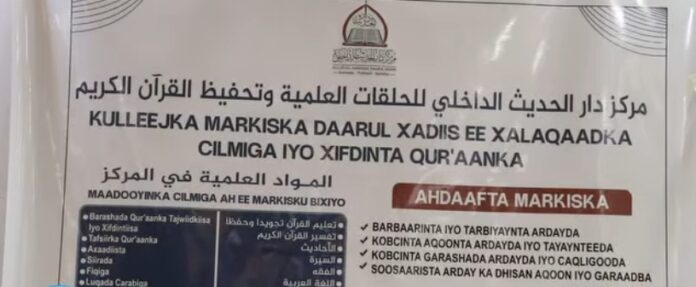 مركز دار الحديث الداخلي للحلقات العلمية وتحفيظ القرآن الكريم
KULLEEJKA MARKISKA DAARUL XADIIS EE XALAQAADKA
CILMIGA IYO XIFDINTA QUR'AANKA
المواد العلمية في المركز
MAADOOYINKA CILMIGA AH EE MARKISKU BIXIYO
• Barashada Qur'aanka Tajwiidkiisa
Iyo Xifdintiisa
• Tafsiirka Qur'aanka
• Axaadiista
• Siirada
• Fiqiga
• Luqada Carabiga
• تعليم القرآن تجويدا وحفظا
• تفسير القرآن الكريم
• الأحاديث
• السيرة
• الفقه
• اللغة العربية
AHDAAFTA MARKISKA
✓ BARBAARINTA IYO TARBIYAYNTA ARDAYDA
✓ KOBCINTA AQOONTA ARDAYDA IYO TAYAYNTEEDA
✓ KOBCINTA GARASHADA ARDAYDA IYO CAQLIGOODA
✓ SOOSAARISTA ARDAY KA DHISAN AQOON IYO GARAADBA